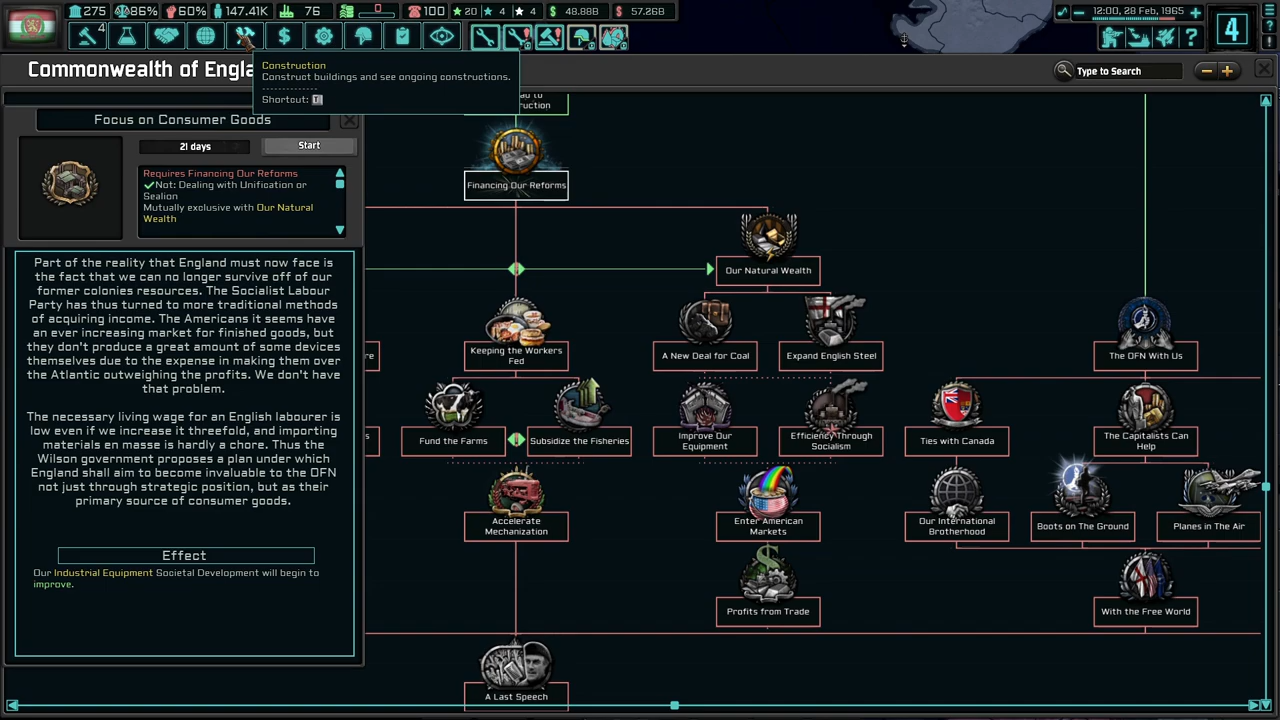 275 86% 60% 147.41K 76 100 20 4 4 48.88B 57.26B
12:00, 28 Feb, 1965
4
4
Commonwealth of Engla
Type to Search
Construction
Construct buildings and see ongoing constructions.
--------------
Shortcut: T
Focus on Consumer Goods
21 days
Start
Requires Financing Our Reforms
Not: Dealing with Unification or
Sealion
Mutually exclusive with Our Natural
Wealth
Part of the reality that England must now face is
the fact that we can no longer survive off of our
former colonies resources. The Socialist Labour
Party has thus turned to more traditional methods
of acquiring income. The Americans it seems have
an ever increasing market for finished goods, but
they don't produce a great amount of some devices
themselves due to the expense in making them over
the Atlantic outweighing the profits. We don't have
that problem.
The necessary living wage for an English labourer is
low even if we increase it threefold, and importing
materials en masse is hardly a chore. Thus the
Wilson government proposes a plan under which
England shall aim to become invaluable to the OFN
not just through strategic position, but as their
primary source of consumer goods.
Effect
Our Industrial Equipment Societal Development will begin to
improve.
ction
Financing Our Reforms
Our Natural Wealth
Keeping the Workers
Fed
A New Deal for Coal
Expand English Steel
The OFN With Us
Fund the Farms
Subsidize the Fisheries
Improve Our
Equipment
Efficiency Through
Socialism
Ties with Canada
The Capitalists Can
Help
Accelerate
Mechanization
Enter American
Markets
Our International
Brotherhood
Boots on The Ground
Planes in The Air
Profits from Trade
With the Free World
A Last Speech